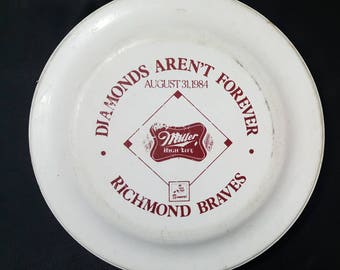 DIAMONDS AREN'T FOREVER
AUGUST 31, 1984
Miller
HIGH LIFE
RICHMOND BRAVES